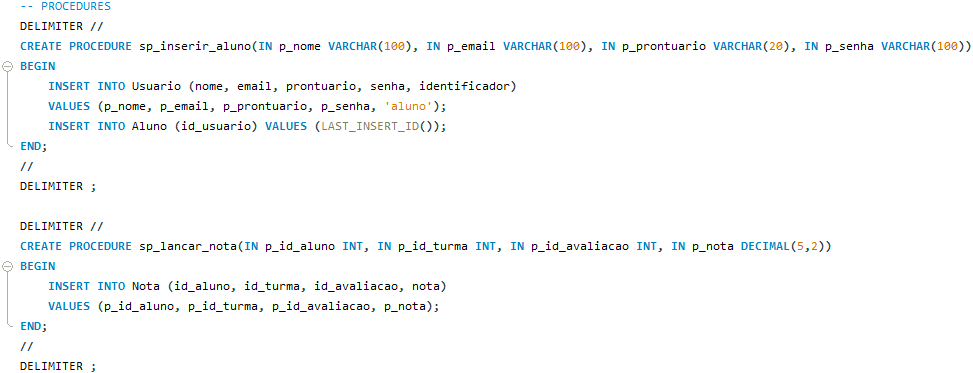 -- PROCEDURES
DELIMITER //
CREATE PROCEDURE sp_inserir_aluno(IN p_nome VARCHAR(100), IN p_email VARCHAR(100), IN p_prontuario VARCHAR(20), IN p_senha VARCHAR(100))
BEGIN
    INSERT INTO Usuario (nome, email, prontuario, senha, identificador)
    VALUES (p_nome, p_email, p_prontuario, p_senha, 'aluno');
    INSERT INTO Aluno (id_usuario) VALUES (LAST_INSERT_ID());
END;
//
DELIMITER ;

DELIMITER //
CREATE PROCEDURE sp_lancar_nota(IN p_id_aluno INT, IN p_id_turma INT, IN p_id_avaliacao INT, IN p_nota DECIMAL(5,2))
BEGIN
    INSERT INTO Nota (id_aluno, id_turma, id_avaliacao, nota)
    VALUES (p_id_aluno, p_id_turma, p_id_avaliacao, p_nota);
END;
//
DELIMITER ;